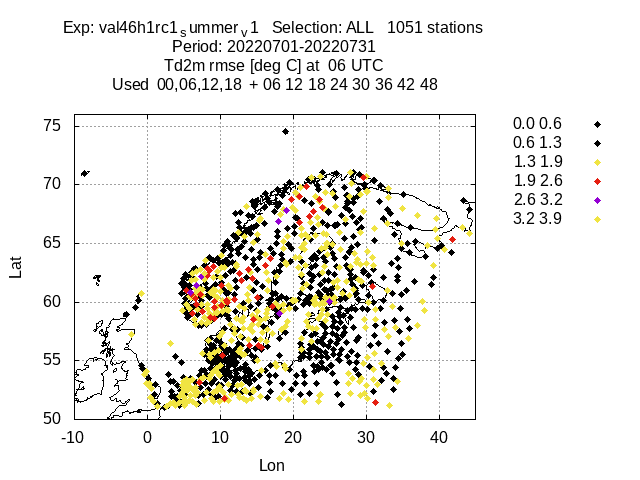 Exp: val46h1rc1summerv1 Selection: ALL 1051 stations
Period: 20220701-20220731
Td2m rmse [deg C] at 06 UTC
Used 00,06,12,18 + 06 12 18 24 30 36 42 48
0.0 0.6
0.6 1.3
1.3 1.9
1.9 2.6
2.6 3.2
3.2 3.9
75
70
65
60
55
50
Lat
-10 0 10 20 30 40
Lon